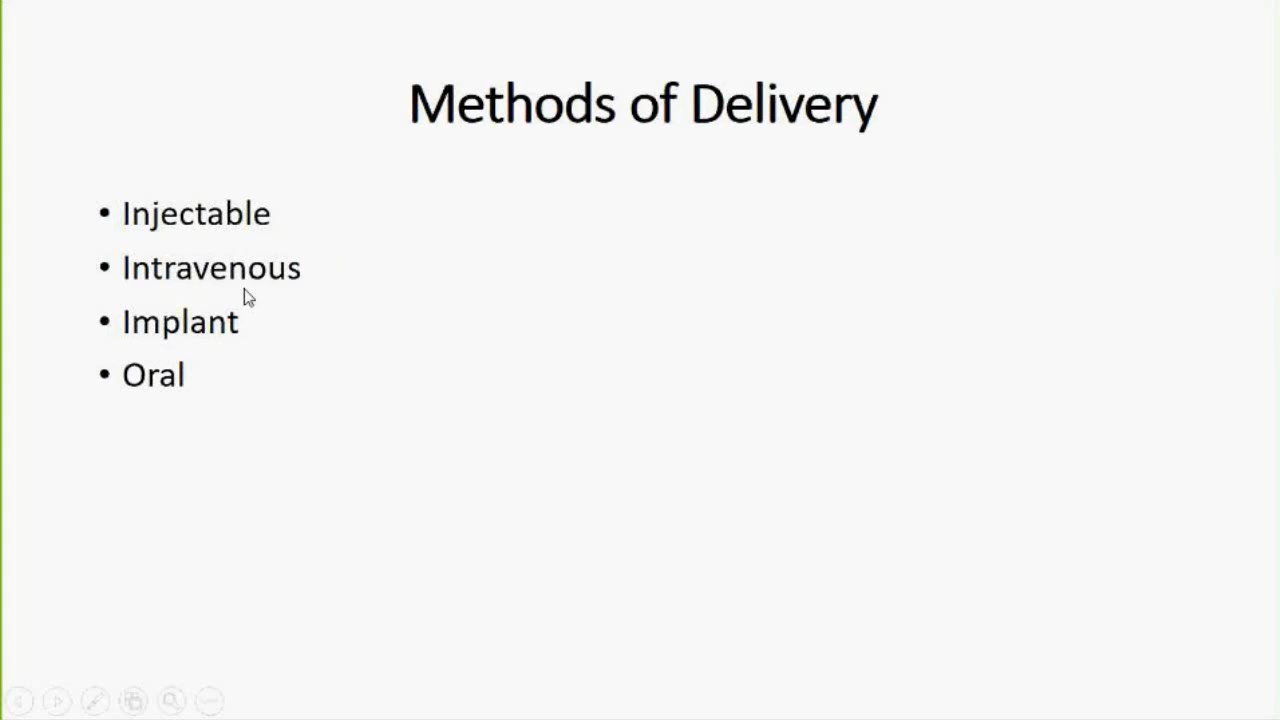 Methods of Delivery
• Injectable
• Intravenous
• Implant
• Oral